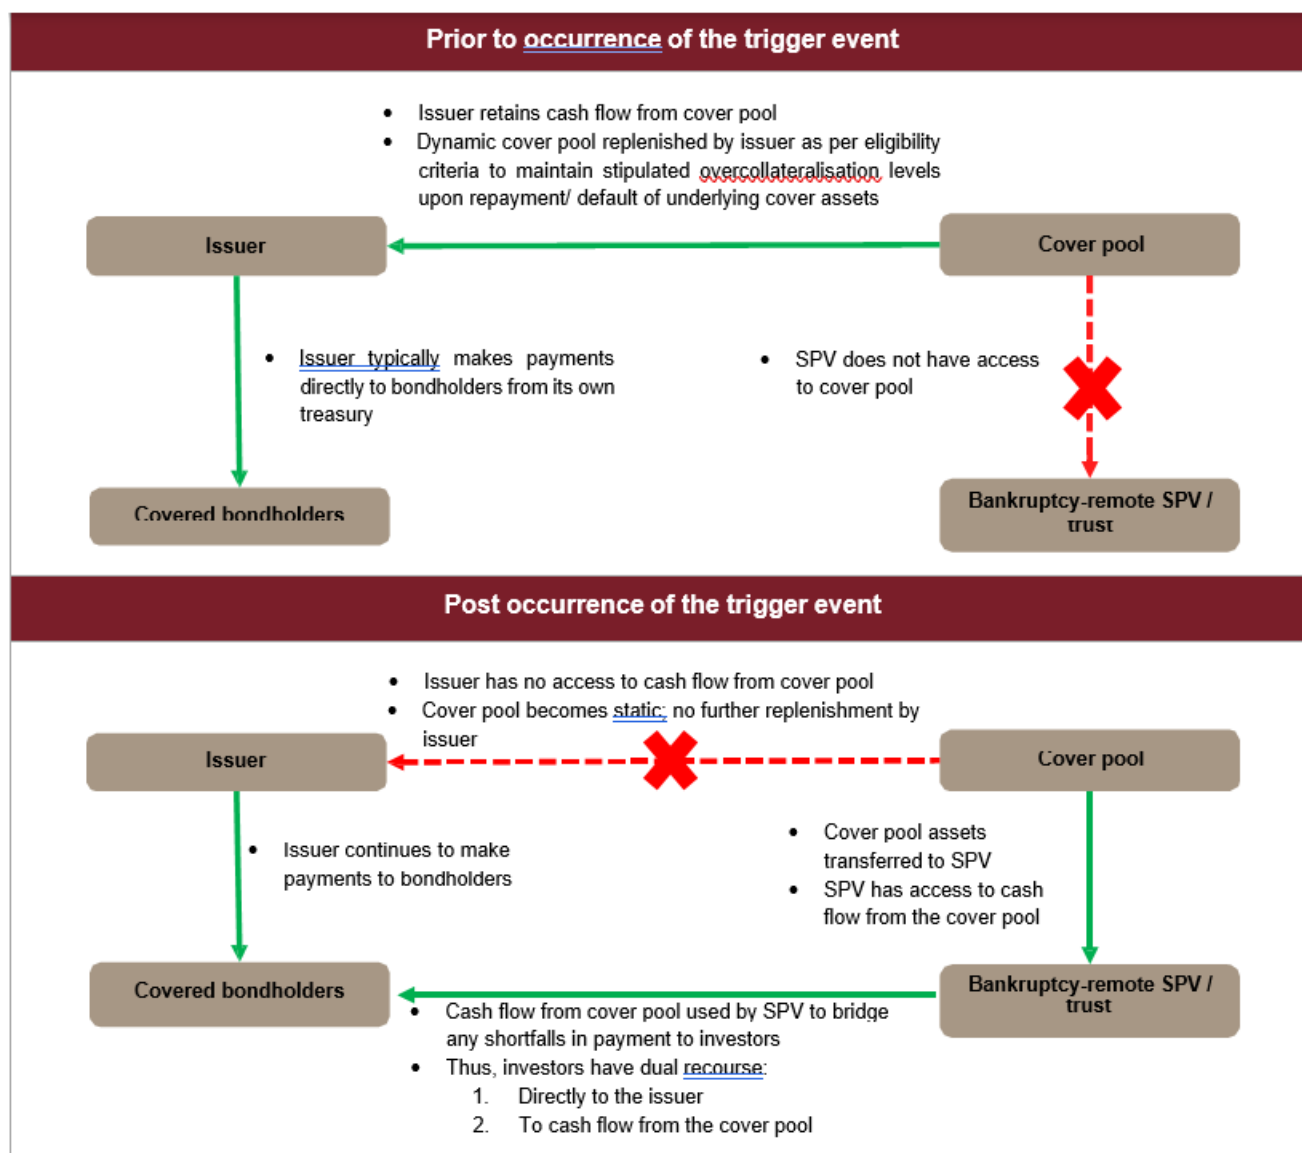 Prior to occurrence of the trigger event
• Issuer retains cash flow from cover pool
• Dynamic cover pool replenished by issuer as per eligibility
criteria to maintain stipulated overcollateralisation levels
upon repayment/ default of underlying cover assets
Issuer
Cover pool
• Issuer typically makes payments
directly to bondholders from its own
treasury
• SPV does not have access
to cover pool
Covered bondholders
Bankruptcy-remote SPV /
trust
Post occurrence of the trigger event
• Issuer has no access to cash flow from cover pool
• Cover pool becomes static; no further replenishment by
issuer
Issuer
Cover pool
• Issuer continues to make
payments to bondholders
• Cover pool assets
transferred to SPV
• SPV has access to cash
flow from the cover pool
Covered bondholders
Bankruptcy-remote SPV /
trust
• Cash flow from cover pool used by SPV to bridge
any shortfalls in payment to investors
• Thus, investors have dual recourse:
1. Directly to the issuer
2. To cash flow from the cover pool